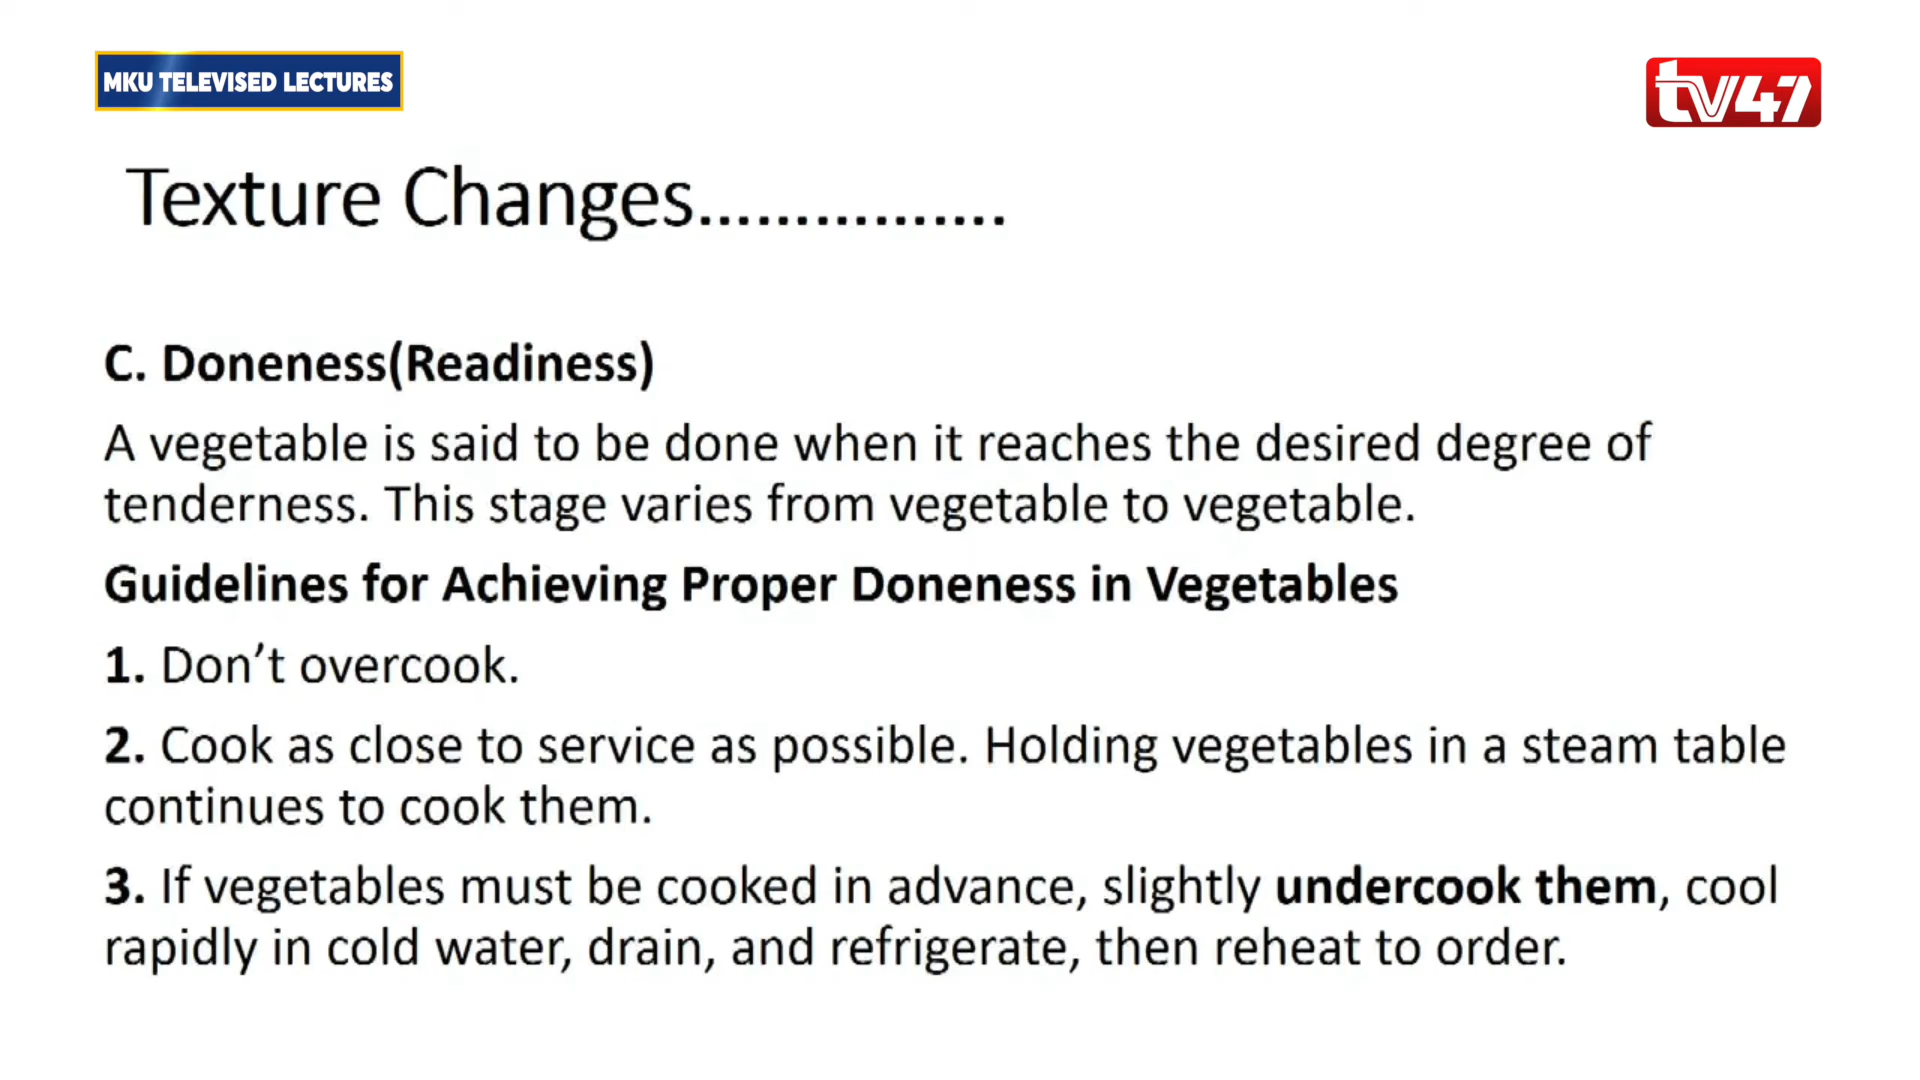 MKU TELEVISED LECTURES
tv47
Texture Changes................
C. Doneness(Readiness)
A vegetable is said to be done when it reaches the desired degree of
tenderness. This stage varies from vegetable to vegetable.
Guidelines for Achieving Proper Doneness in Vegetables
1. Don’t overcook.
2. Cook as close to service as possible. Holding vegetables in a steam table
continues to cook them.
3. If vegetables must be cooked in advance, slightly undercook them, cool
rapidly in cold water, drain, and refrigerate, then reheat to order.